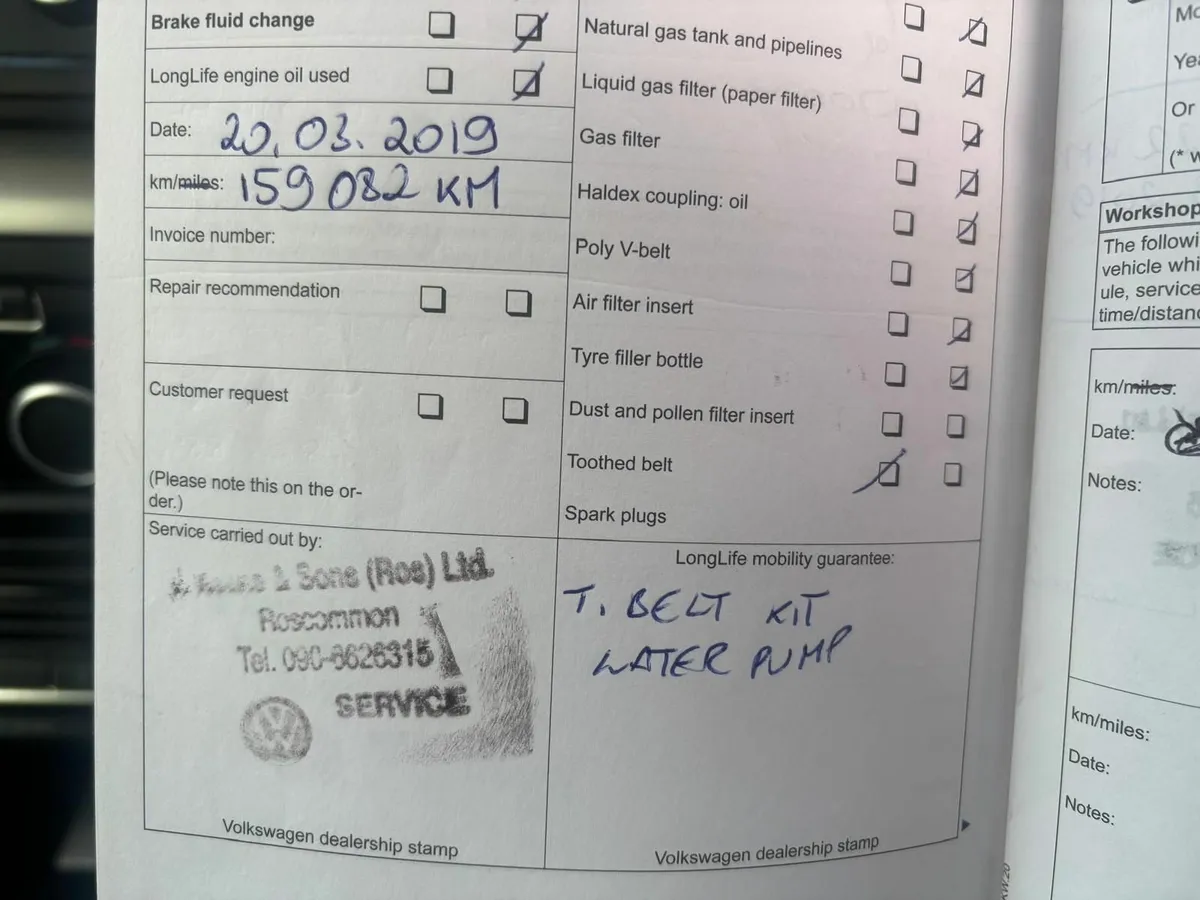 Brake fluid change
LongLife engine oil used
Date: 20.03.2019
km/miles: 159 082 KM
Invoice number:
Repair recommendation
Customer request
(Please note this on the or-
der.)
Service carried out by:
& Sons (Ros) Ltd.
Roscommon
Tel. 090-6626315
SERVICE
Volkswagen dealership stamp
Natural gas tank and pipelines
Liquid gas filter (paper filter)
Gas filter
Haldex coupling: oil
Poly V-belt
Air filter insert
Tyre filler bottle
Dust and pollen filter insert
Toothed belt
Spark plugs
LongLife mobility guarantee:
T. BELT KIT
WATER PUMP
Volkswagen dealership stamp
Or
(* w
Workshop
The followi
vehicle whi
ule, service
time/distanc
km/miles:
Date:
Notes:
km/miles:
Date:
Notes: